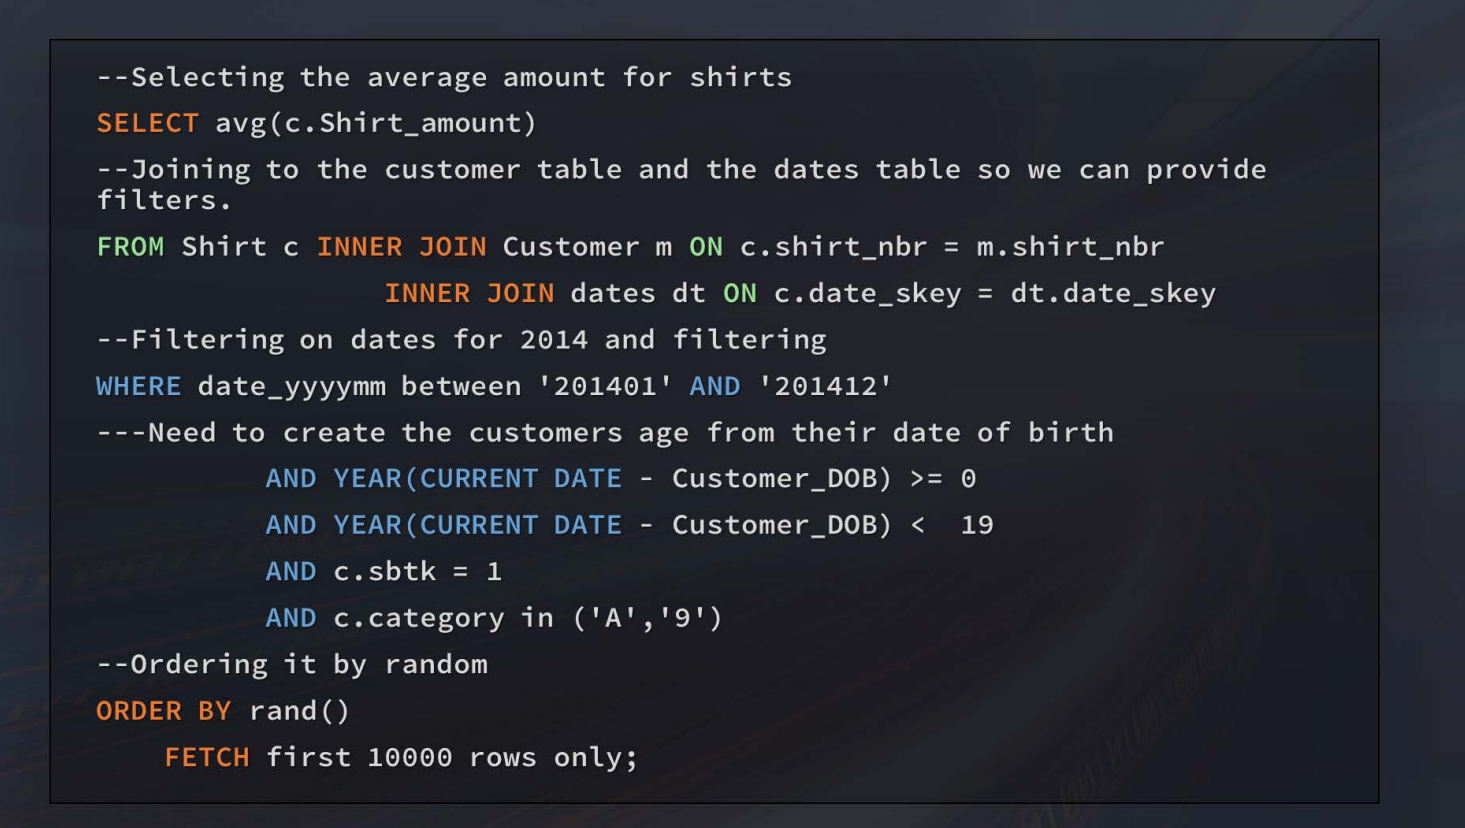 --Selecting the average amount for shirts
SELECT avg(c.Shirt_amount)
--Joining to the customer table and the dates table so we can provide
filters.
FROM Shirt c INNER JOIN Customer m ON c.shirt_nbr = m.shirt_nbr
INNER JOIN dates dt ON c.date_skey = dt.date_skey
--Filtering on dates for 2014 and filtering
WHERE date_yyyymm between '201401' AND '201412'
---Need to create the customers age from their date of birth
AND YEAR(CURRENT DATE - Customer_DOB) >= 0
AND YEAR(CURRENT DATE - Customer_DOB) <  19
AND c.sbtk = 1
AND c.category in ('A','9')
--Ordering it by random
ORDER BY rand()
FETCH first 10000 rows only;